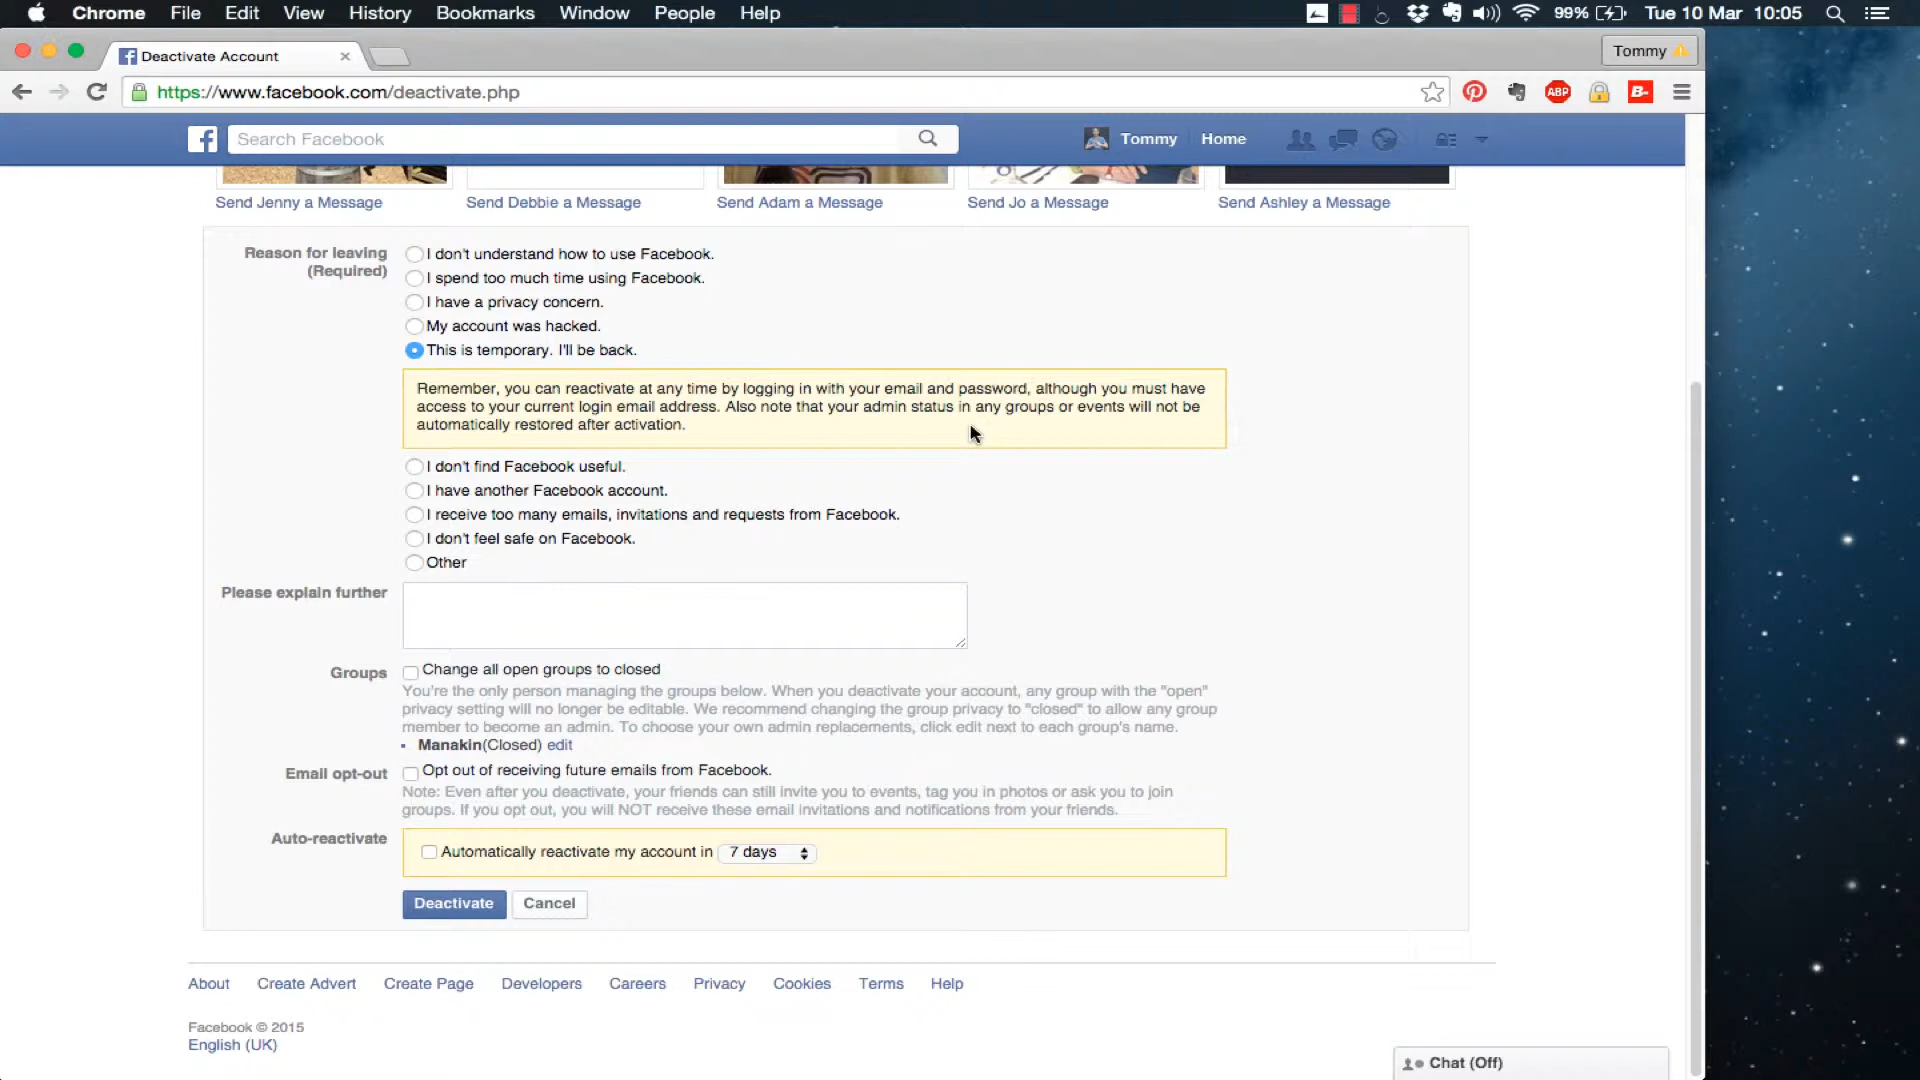 Chrome File Edit View History Bookmarks Window People Help 99% Tue 10 Mar 10:05
Deactivate Account Tommy
https://www.facebook.com/deactivate.php ABP B-
Search Facebook Tommy Home
Send Jenny a Message Send Debbie a Message Send Adam a Message Send Jo a Message Send Ashley a Message
Reason for leaving
(Required)
I don't understand how to use Facebook.
I spend too much time using Facebook.
I have a privacy concern.
My account was hacked.
This is temporary. I'll be back.
Remember, you can reactivate at any time by logging in with your email and password, although you must have
access to your current login email address. Also note that your admin status in any groups or events will not be
automatically restored after activation.
I don't find Facebook useful.
I have another Facebook account.
I receive too many emails, invitations and requests from Facebook.
I don't feel safe on Facebook.
Other
Please explain further
Groups Change all open groups to closed
You're the only person managing the groups below. When you deactivate your account, any group with the "open"
privacy setting will no longer be editable. We recommend changing the group privacy to "closed" to allow any group
member to become an admin. To choose your own admin replacements, click edit next to each group's name.
Manakin(Closed) edit
Email opt-out Opt out of receiving future emails from Facebook.
Note: Even after you deactivate, your friends can still invite you to events, tag you in photos or ask you to join
groups. If you opt out, you will NOT receive these email invitations and notifications from your friends.
Auto-reactivate Automatically reactivate my account in 7 days
Deactivate Cancel
About Create Advert Create Page Developers Careers Privacy Cookies Terms Help
Facebook © 2015
English (UK)
Chat (Off)